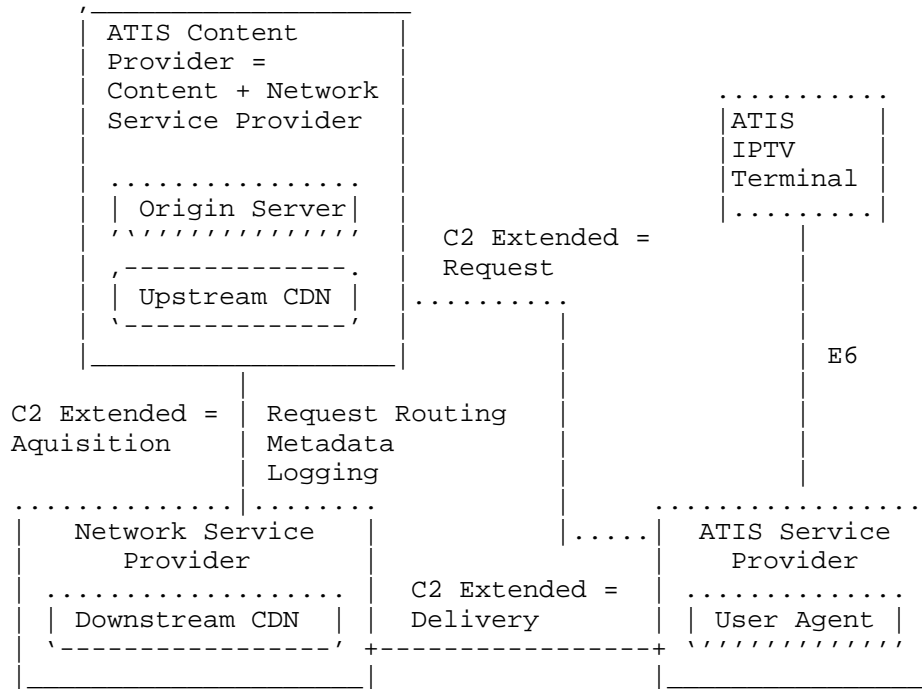 ATIS Content
Provider =
Content + Network
Service Provider
ATIS
IPTV
Terminal
Origin Server
C2 Extended =
Request
Upstream CDN
E6
C2 Extended =
Aquisition
Request Routing
Metadata
Logging
Network Service
Provider
ATIS Service
Provider
C2 Extended =
Delivery
Downstream CDN
User Agent